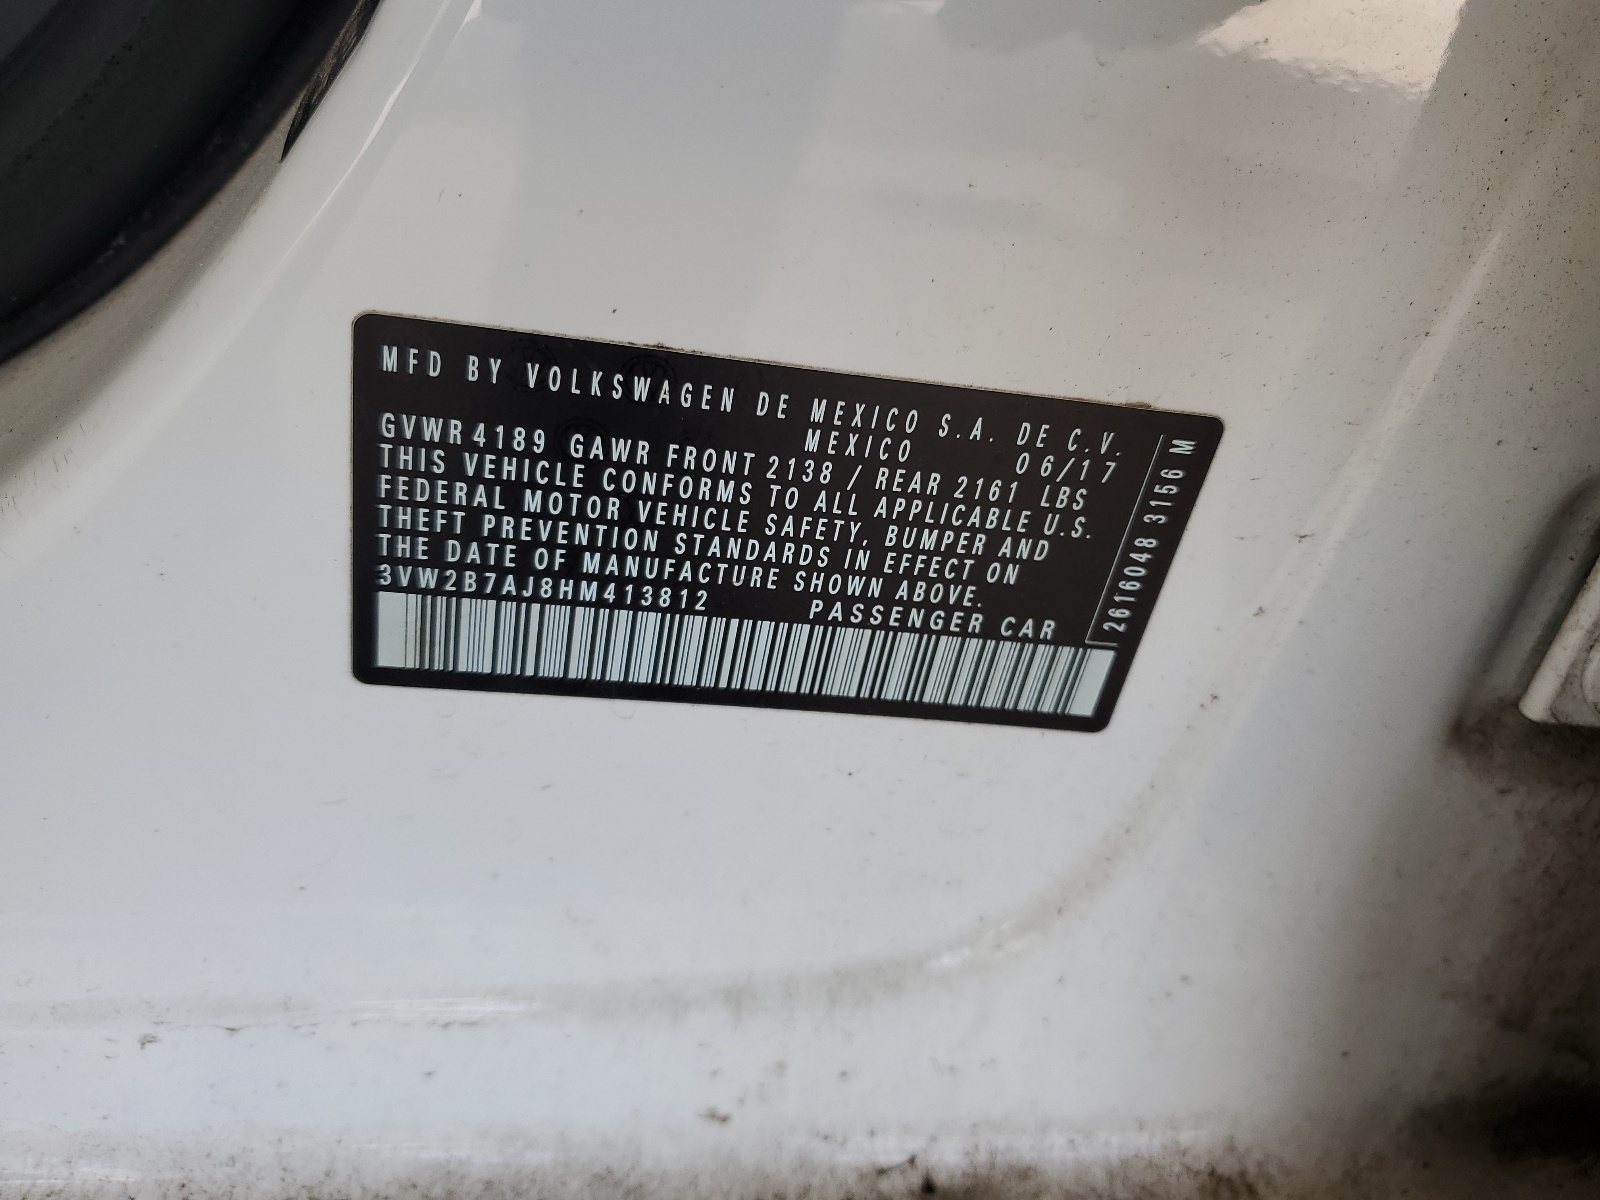 MFD BY VOLKSWAGEN DE MEXICO S.A. DE C.V.
MEXICO 06/17
GVWR 4189 GAWR FRONT 2138 / REAR 2161 LBS
THIS VEHICLE CONFORMS TO ALL APPLICABLE U.S.
FEDERAL MOTOR VEHICLE SAFETY, BUMPER AND
THEFT PREVENTION STANDARDS IN EFFECT ON
THE DATE OF MANUFACTURE SHOWN ABOVE.
3VW2B7AJ8HM413812 PASSENGER CAR
2616048 3156 M